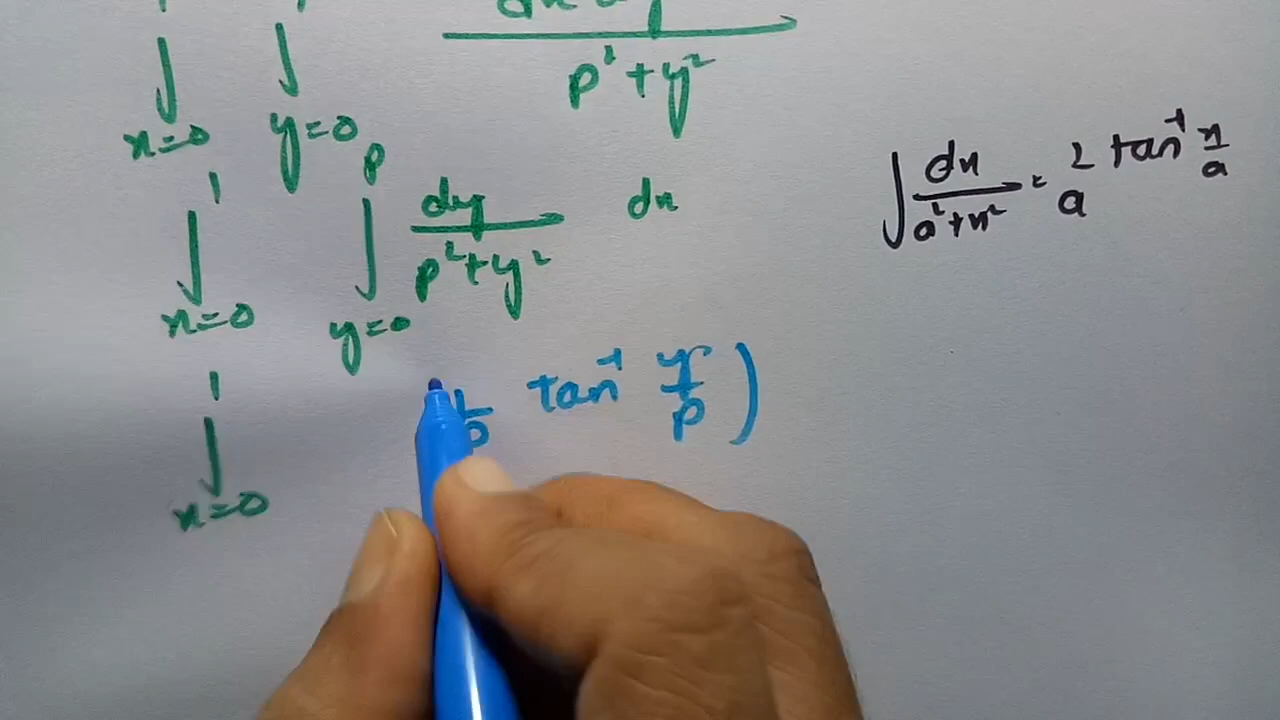 dx dy
p²+y²
x=0 y=0
1 p
∫ ∫ dy/p²+y² dx
x=0 y=0
∫ dx/a²+x² = 1/a tan⁻¹ x/a
1
∫ 1/p tan⁻¹ y/p )
x=0